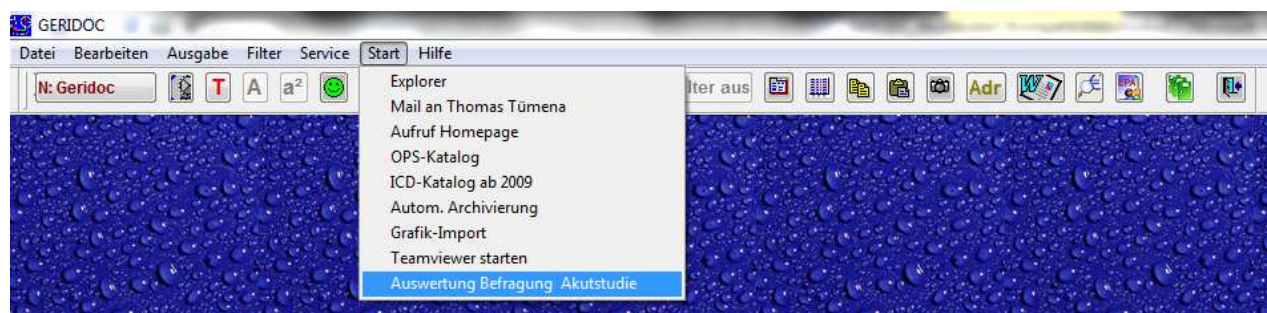 GERIDOC
Datei Bearbeiten Ausgabe Filter Service Start Hilfe
N: Geridoc T A a² lter aus Adr W EPA
Explorer
Mail an Thomas Tümena
Aufruf Homepage
OPS-Katalog
ICD-Katalog ab 2009
Autom. Archivierung
Grafik-Import
Teamviewer starten
Auswertung Befragung Akutstudie